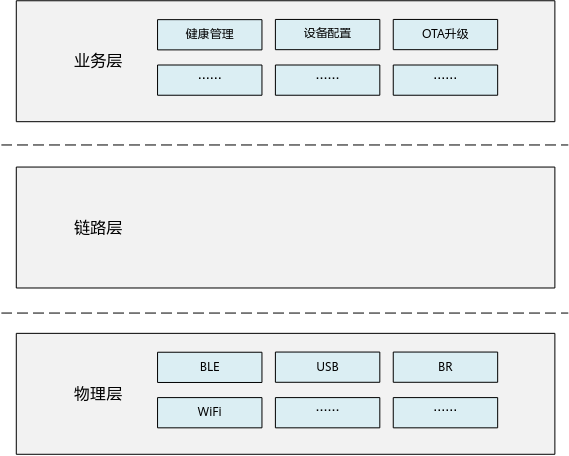 健康管理
设备配置
OTA升级
业务层
……
……
……
链路层
BLE
USB
BR
物理层
WiFi
……
……